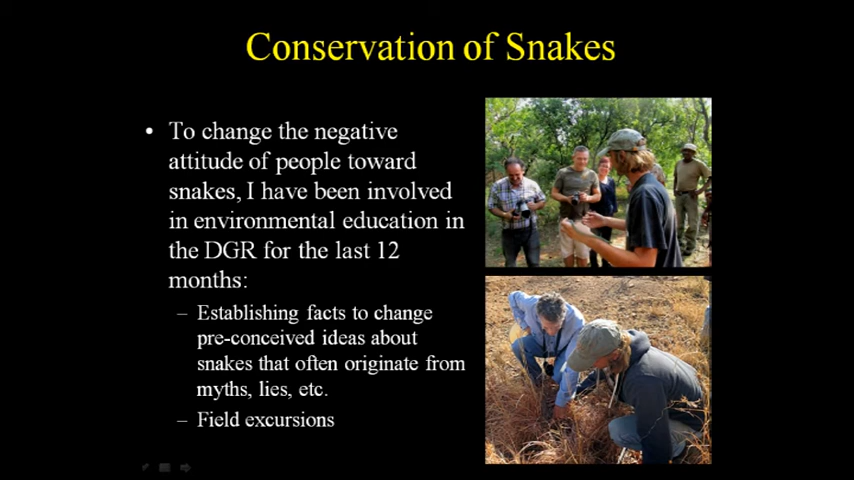 Conservation of Snakes
• To change the negative
attitude of people toward
snakes, I have been involved
in environmental education in
the DGR for the last 12
months:
– Establishing facts to change
pre-conceived ideas about
snakes that often originate from
myths, lies, etc.
– Field excursions